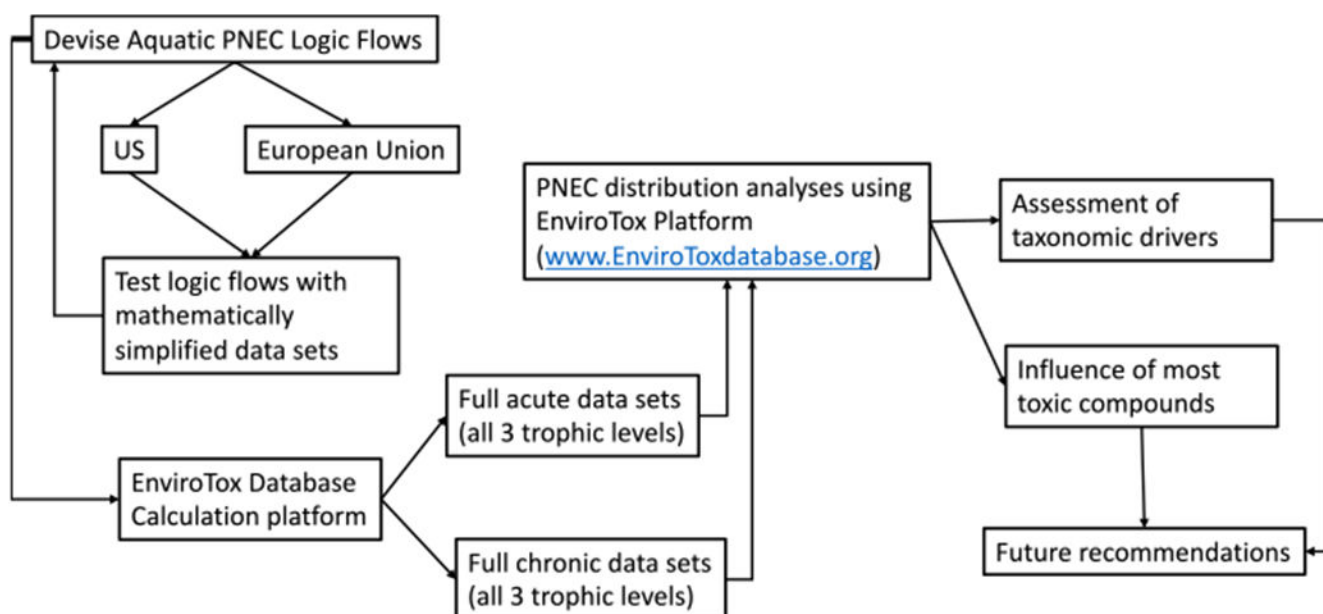 Devise Aquatic PNEC Logic Flows
US
European Union
Test logic flows with
mathematically
simplified data sets
EnviroTox Database
Calculation platform
Full acute data sets
(all 3 trophic levels)
Full chronic data sets
(all 3 trophic levels)
PNEC distribution analyses using
EnviroTox Platform
(www.EnviroToxdatabase.org)
Assessment of
taxonomic drivers
Influence of most
toxic compounds
Future recommendations